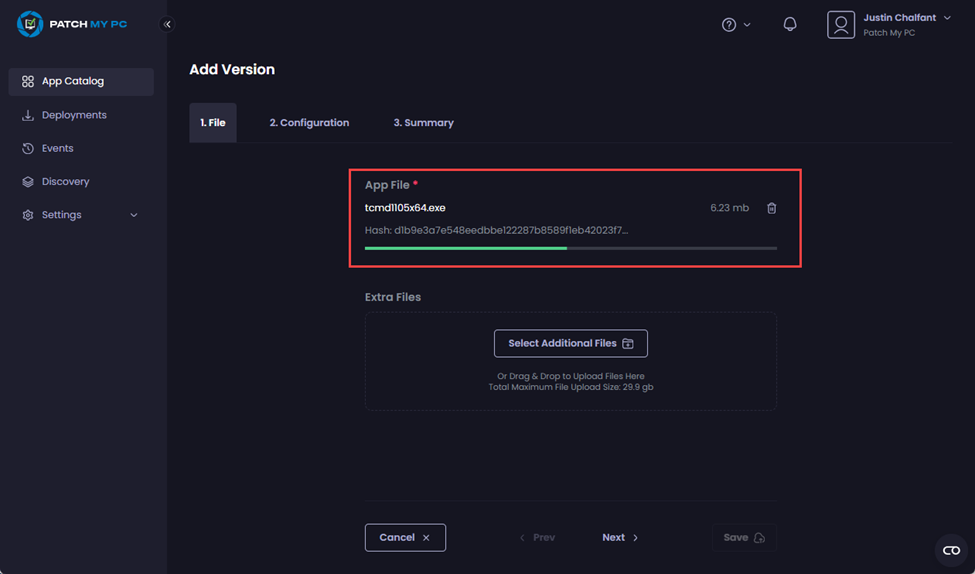 PATCH MY PC
Justin Chalfant
Patch My PC
App Catalog
Deployments
Events
Discovery
Settings
Add Version
1. File
2. Configuration
3. Summary
App File *
tcmd1105x64.exe
6.23 mb
Hash: d1b9e3a7e548eedbbe122287b8589f1eb42023f7...
Extra Files
Select Additional Files
Or Drag & Drop to Upload Files Here
Total Maximum File Upload Size: 29.9 gb
Cancel
Prev
Next
Save